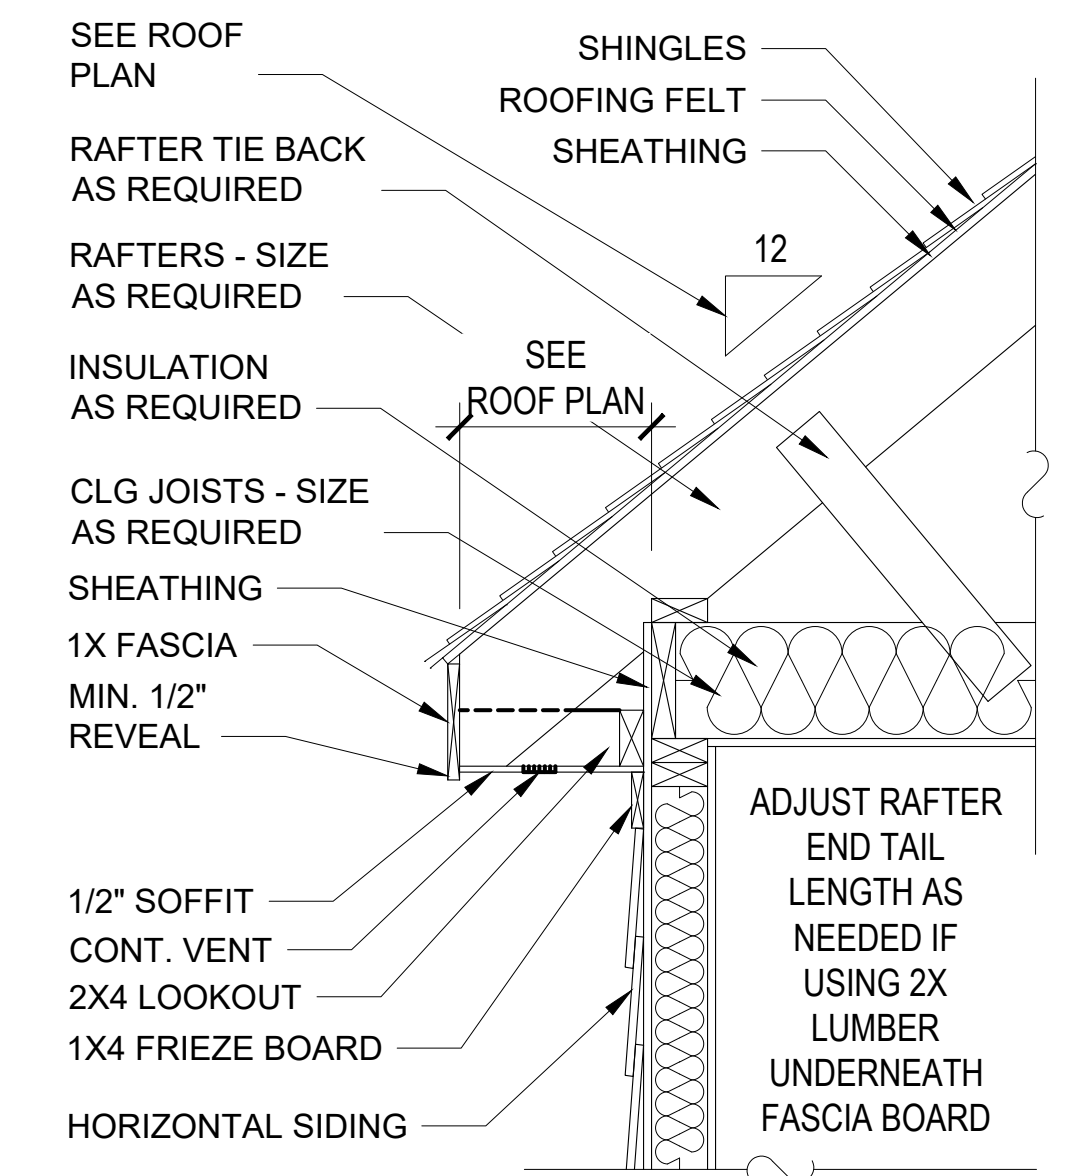 SEE ROOF
PLAN
RAFTER TIE BACK
AS REQUIRED
RAFTERS - SIZE
AS REQUIRED
INSULATION
AS REQUIRED
CLG JOISTS - SIZE
AS REQUIRED
SHEATHING
1X FASCIA
MIN. 1/2"
REVEAL
1/2" SOFFIT
CONT. VENT
2X4 LOOKOUT
1X4 FRIEZE BOARD
HORIZONTAL SIDING
SHINGLES
ROOFING FELT
SHEATHING
12
SEE
ROOF PLAN
ADJUST RAFTER
END TAIL
LENGTH AS
NEEDED IF
USING 2X
LUMBER
UNDERNEATH
FASCIA BOARD